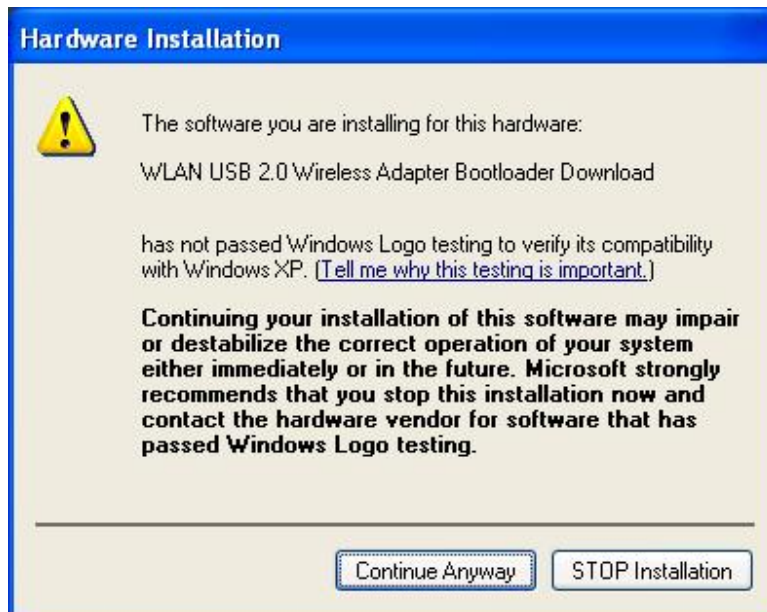 Hardware Installation
The software you are installing for this hardware:
WLAN USB 2.0 Wireless Adapter Bootloader Download
has not passed Windows Logo testing to verify its compatibility
with Windows XP. (Tell me why this testing is important.)
Continuing your installation of this software may impair
or destabilize the correct operation of your system
either immediately or in the future. Microsoft strongly
recommends that you stop this installation now and
contact the hardware vendor for software that has
passed Windows Logo testing.
Continue Anyway
STOP Installation